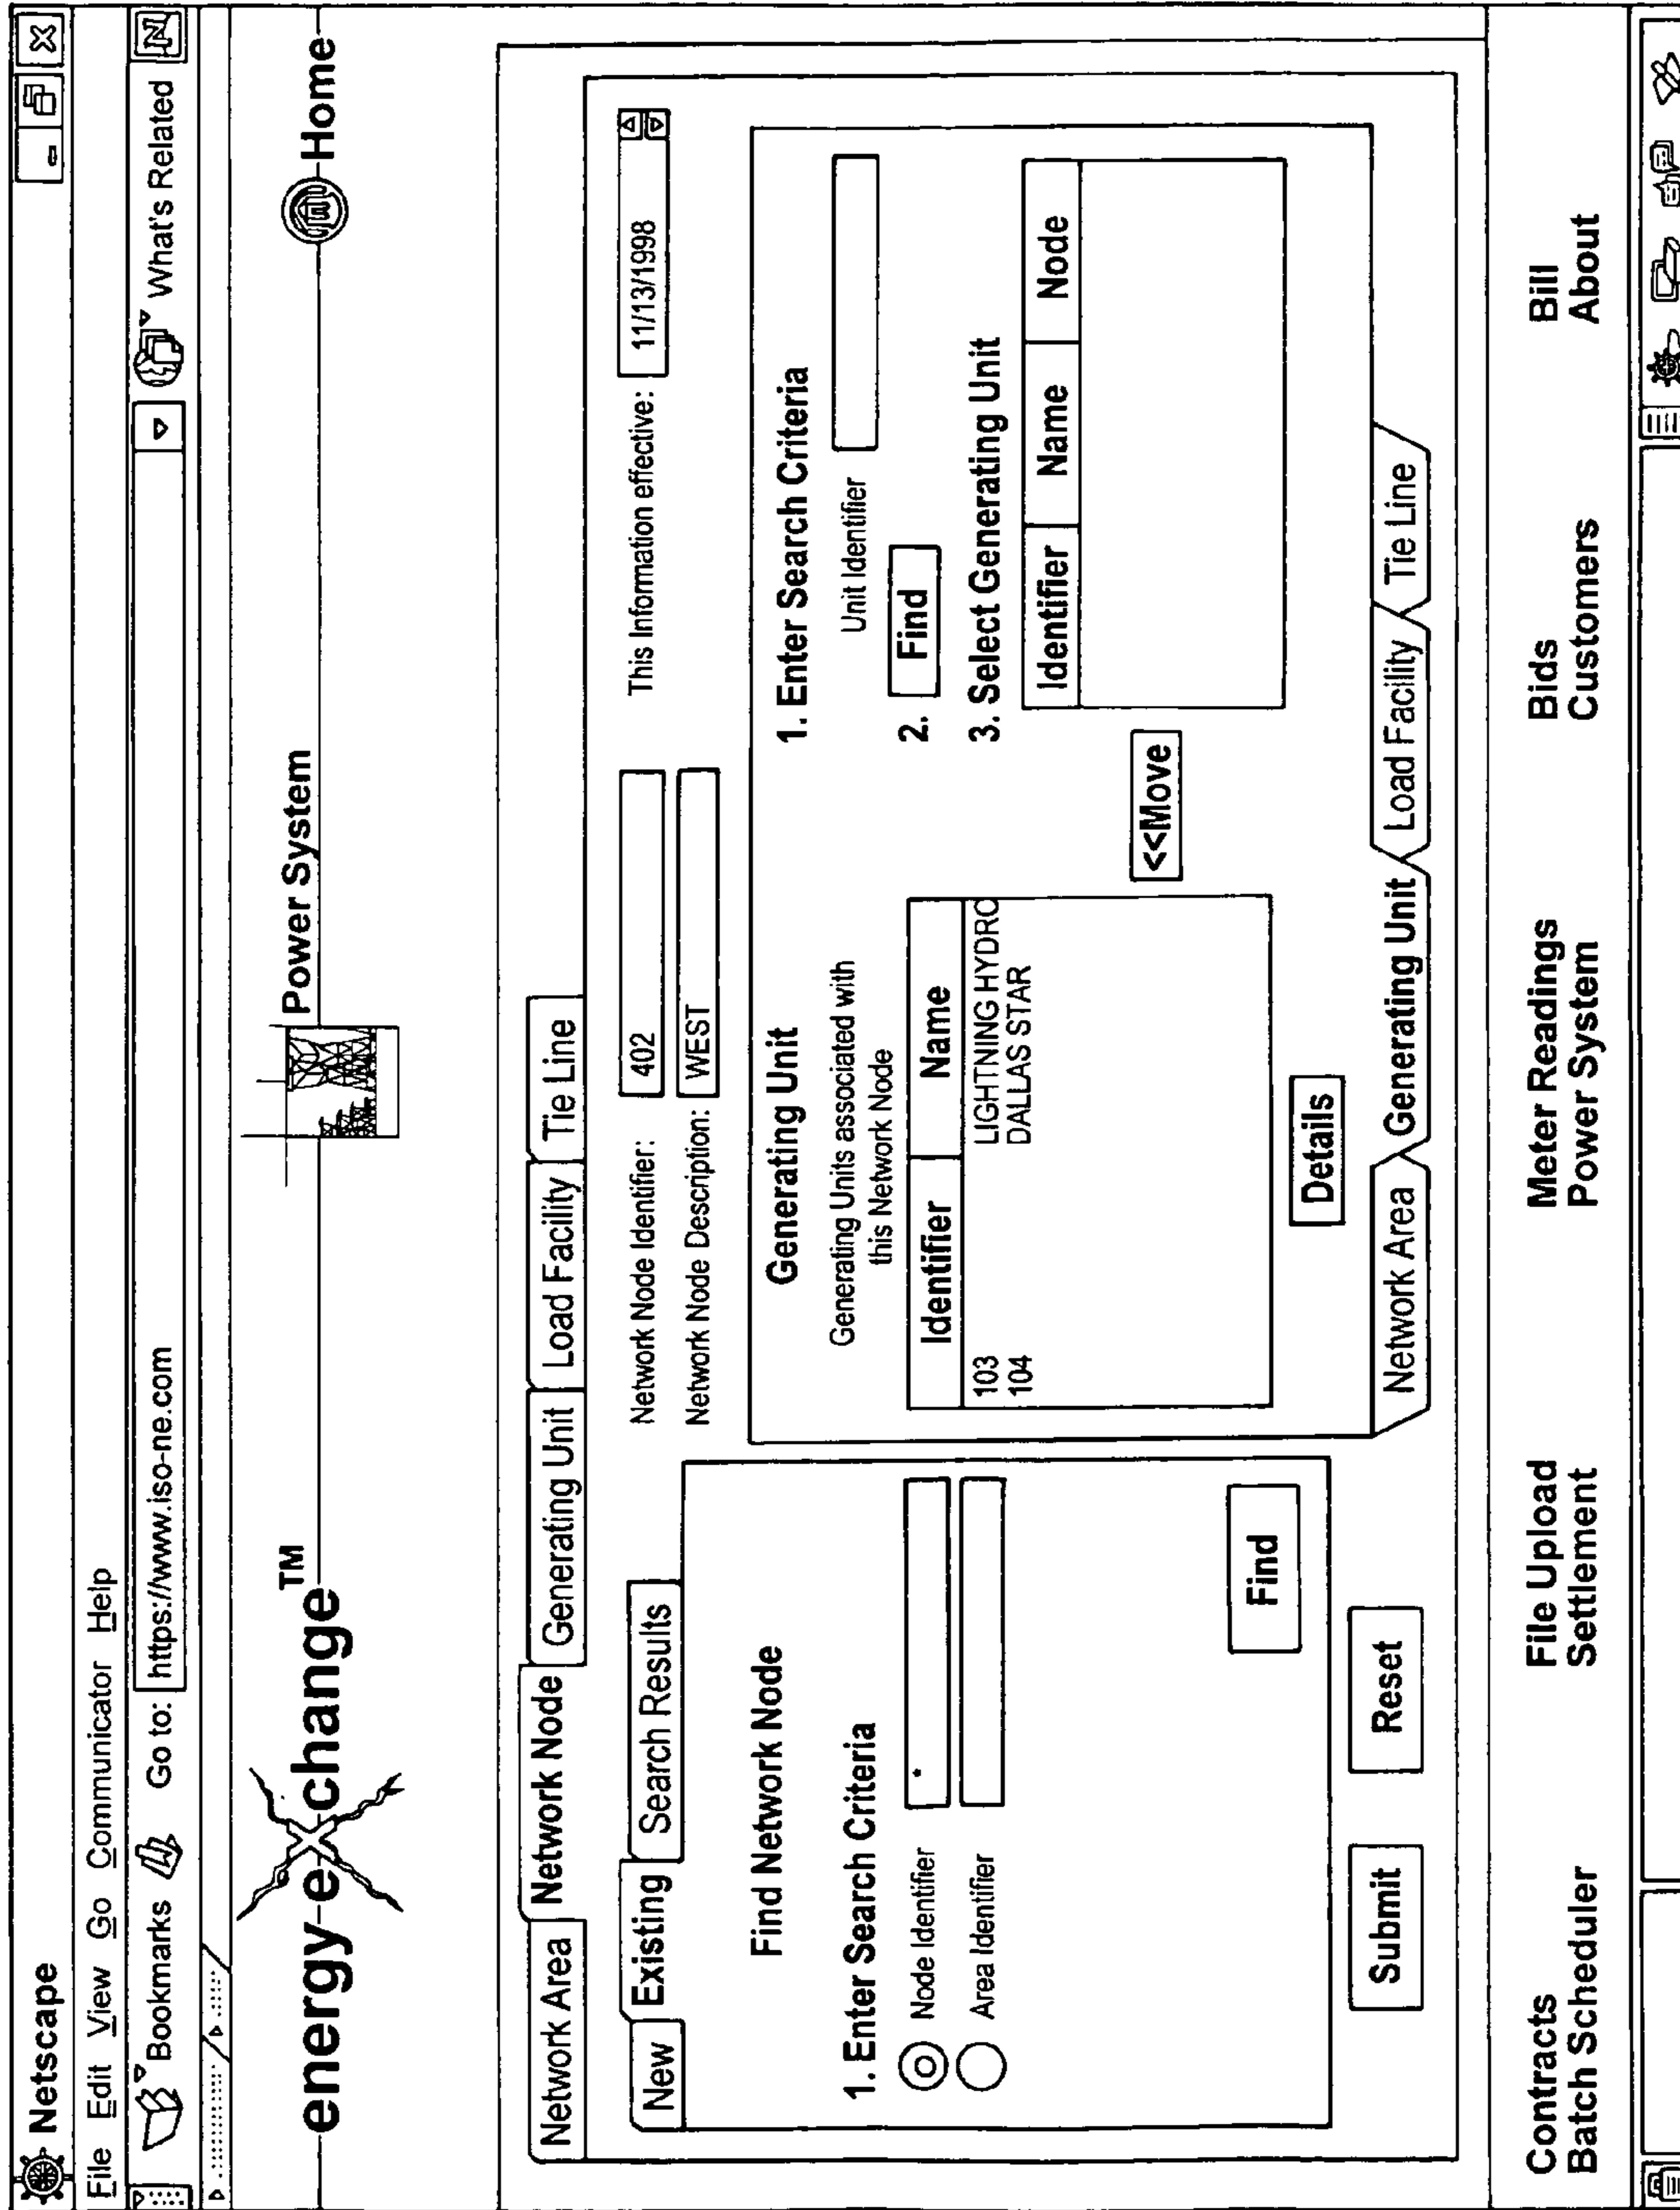 Netscape
File Edit View Go Communicator Help
Bookmarks Go to: https://www.iso-ne.com What's Related
N
energy-eXchange™ Power System Home
Network Area Network Node Generating Unit Load Facility Tie Line
New Existing Search Results
Find Network Node
1. Enter Search Criteria
Node Identifier *
Area Identifier
Find
Submit Reset
Network Node Identifier: 402 This Information effective: 11/13/1998
Network Node Description: WEST
Generating Unit
Generating Units associated with
this Network Node
Identifier Name
103 LIGHTNING HYDRO
104 DALLAS STAR
Details
<<Move
1. Enter Search Criteria
Unit Identifier
2. Find
3. Select Generating Unit
Identifier Name Node
Network Area Generating Unit Load Facility Tie Line
Contracts File Upload Meter Readings Bids Bill
Batch Scheduler Settlement Power System Customers About